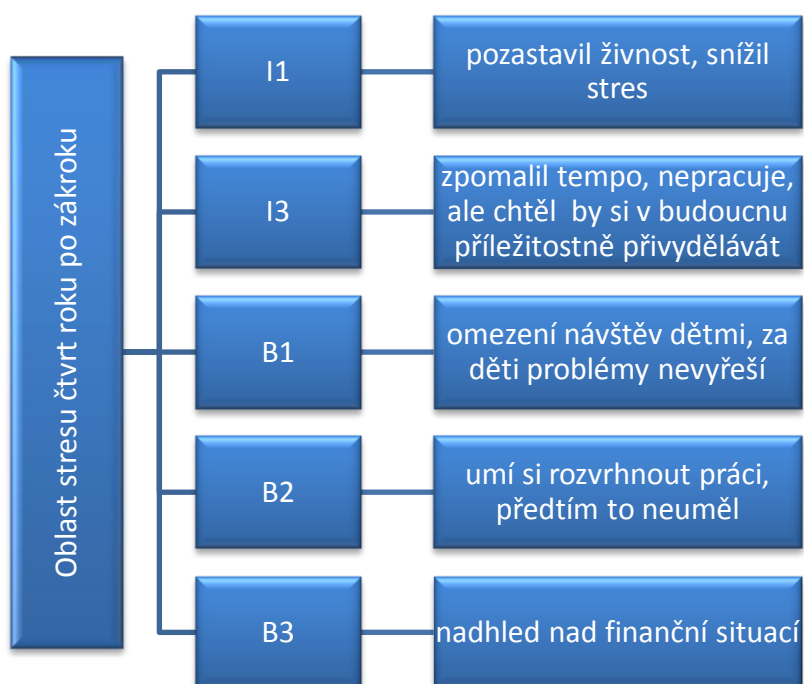 Oblast stresu čtvrt roku po zákroku
I1
pozastavil živnost, snížil
stres
I3
zpomalil tempo, nepracuje,
ale chtěl  by si v budoucnu
příležitostně přivydělávát
B1
omezení návštěv dětmi, za
děti problémy nevyřeší
B2
umí si rozvrhnout práci,
předtím to neuměl
B3
nadhled nad finanční situací